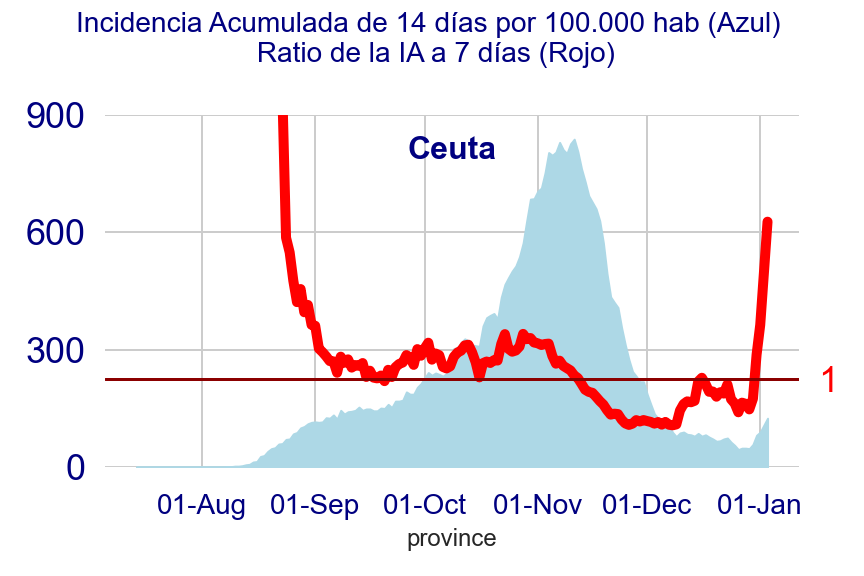 Incidencia Acumulada de 14 días por 100.000 hab (Azul)
Ratio de la IA a 7 días (Rojo)
900
Ceuta
600
300
1
0
01-Aug 01-Sep 01-Oct 01-Nov 01-Dec 01-Jan
province